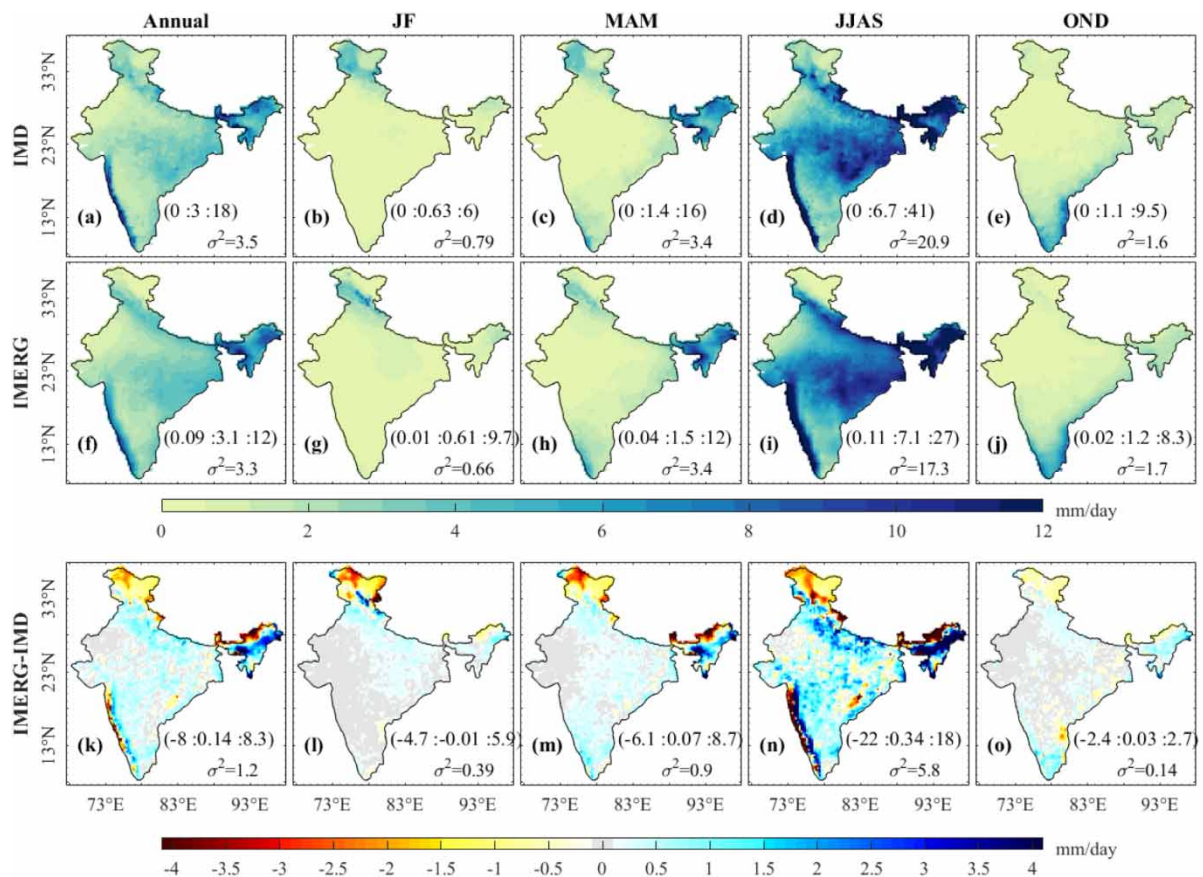 Annual JF MAM JJAS OND
IMD
33°N
23°N
13°N
(a) (0 :3 :18)
σ²=3.5
(b) (0 :0.63 :6)
σ²=0.79
(c) (0 :1.4 :16)
σ²=3.4
(d) (0 :6.7 :41)
σ²=20.9
(e) (0 :1.1 :9.5)
σ²=1.6
IMERG
33°N
23°N
13°N
(f) (0.09 :3.1 :12)
σ²=3.3
(g) (0.01 :0.61 :9.7)
σ²=0.66
(h) (0.04 :1.5 :12)
σ²=3.4
(i) (0.11 :7.1 :27)
σ²=17.3
(j) (0.02 :1.2 :8.3)
σ²=1.7
0 2 4 6 8 10 12 mm/day
IMERG-IMD
33°N
23°N
13°N
(k) (-8 :0.14 :8.3)
σ²=1.2
(l) (-4.7 :-0.01 :5.9)
σ²=0.39
(m) (-6.1 :0.07 :8.7)
σ²=0.9
(n) (-22 :0.34 :18)
σ²=5.8
(o) (-2.4 :0.03 :2.7)
σ²=0.14
73°E 83°E 93°E 73°E 83°E 93°E 73°E 83°E 93°E 73°E 83°E 93°E 73°E 83°E 93°E
-4 -3.5 -3 -2.5 -2 -1.5 -1 -0.5 0 0.5 1 1.5 2 2.5 3 3.5 4 mm/day